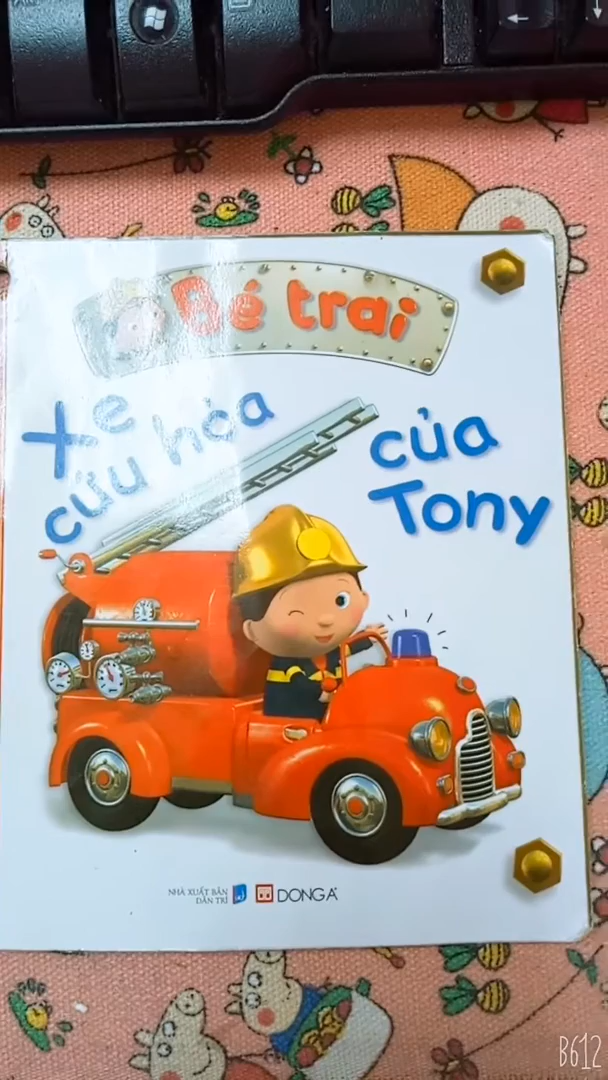 Bé trai
Xe
cứu hỏa
của
Tony
NHÀ XUẤT BẢN
DÂN TRÍ
DONGA
B612